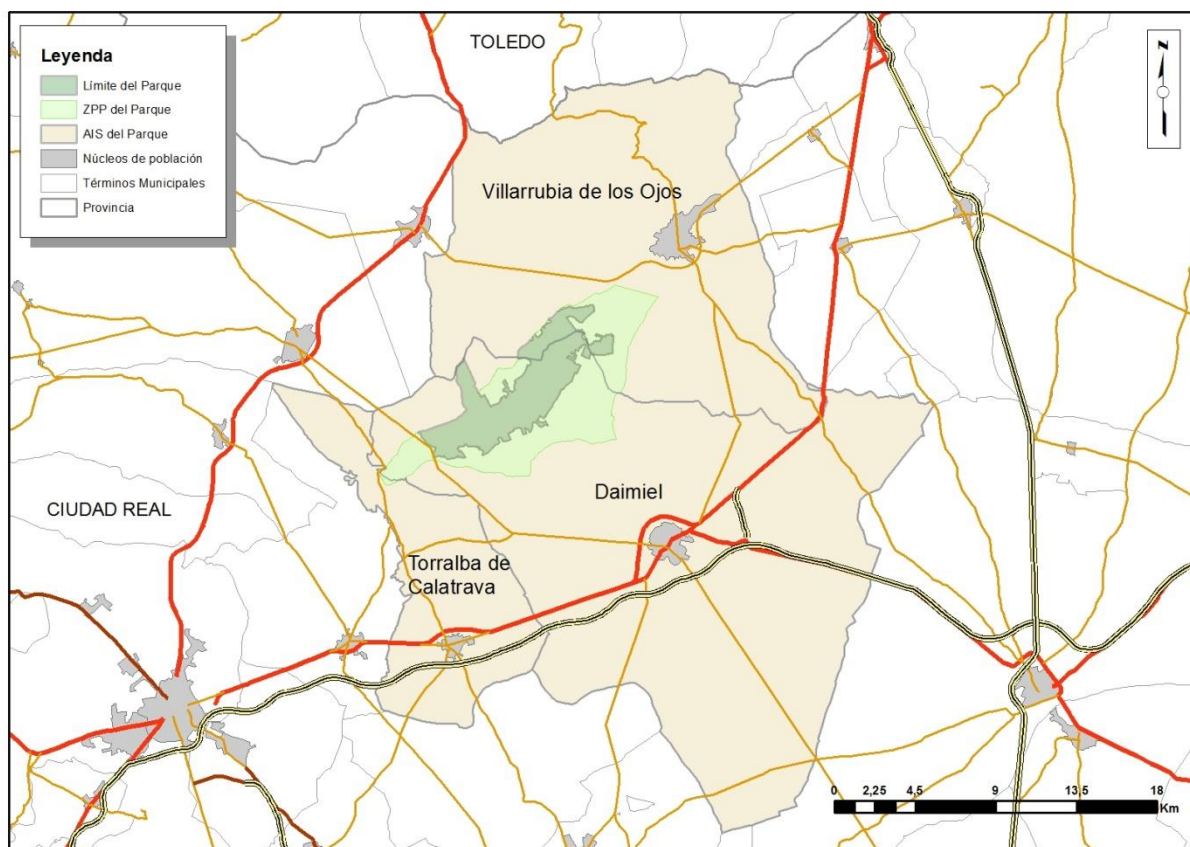 Leyenda
Límite del Parque
ZPP del Parque
AIS del Parque
Núcleos de población
Términos Municipales
Provincia
TOLEDO
N
Villarrubia de los Ojos
CIUDAD REAL
Daimiel
Torralba de
Calatrava
0 2,25 4,5 9 13,5 18
Km